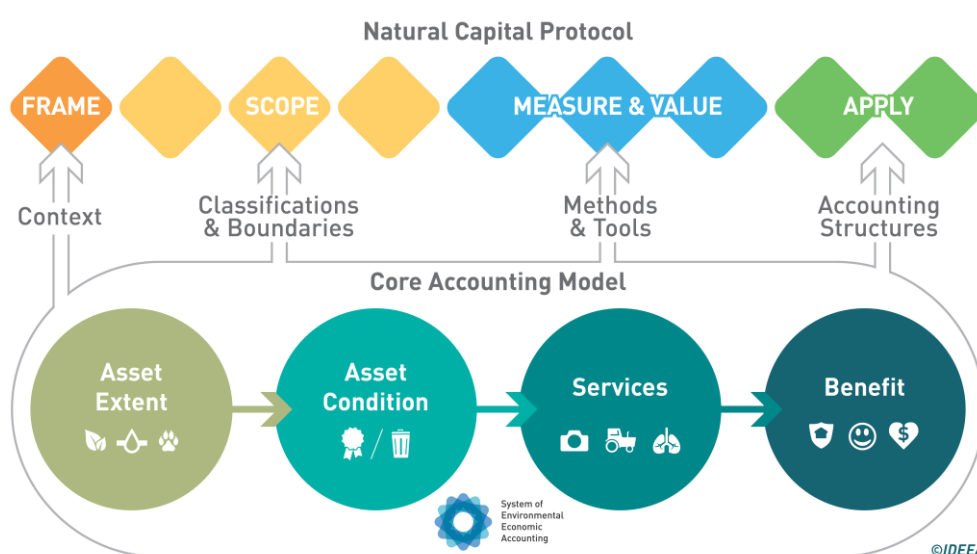 Natural Capital Protocol
FRAME
SCOPE
MEASURE & VALUE
APPLY
Context
Classifications
& Boundaries
Methods
& Tools
Accounting
Structures
Core Accounting Model
Asset
Extent
Asset
Condition
Services
Benefit
$
System of
Environmental
Economic
Accounting